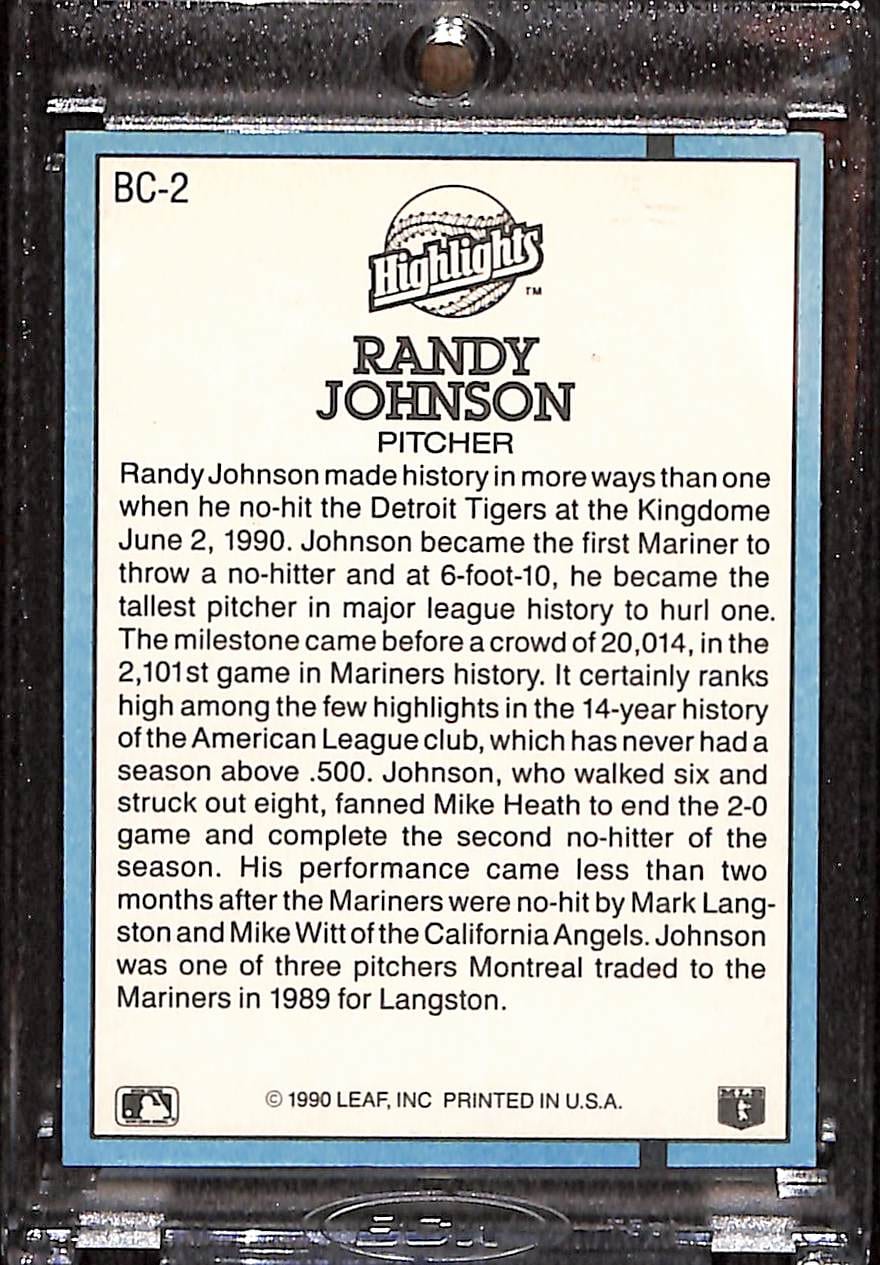 BC-2
Highlights
TM
RANDY
JOHNSON
PITCHER
Randy Johnson made history in more ways than one
when he no-hit the Detroit Tigers at the Kingdome
June 2, 1990. Johnson became the first Mariner to
throw a no-hitter and at 6-foot-10, he became the
tallest pitcher in major league history to hurl one.
The milestone came before a crowd of 20,014, in the
2,101st game in Mariners history. It certainly ranks
high among the few highlights in the 14-year history
of the American League club, which has never had a
season above .500. Johnson, who walked six and
struck out eight, fanned Mike Heath to end the 2-0
game and complete the second no-hitter of the
season. His performance came less than two
months after the Mariners were no-hit by Mark Lang-
ston and Mike Witt of the California Angels. Johnson
was one of three pitchers Montreal traded to the
Mariners in 1989 for Langston.
© 1990 LEAF, INC PRINTED IN U.S.A.